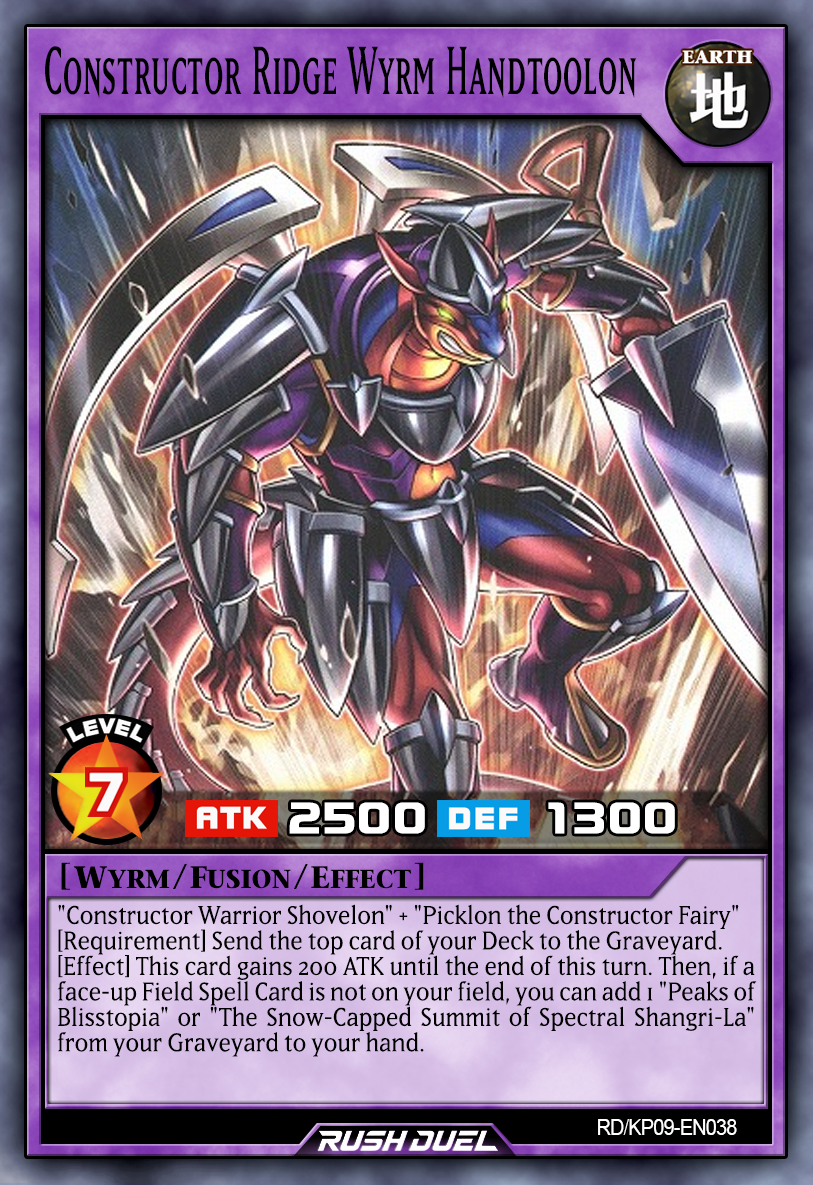 Constructor Ridge Wyrm Handtoolon
EARTH
地
LEVEL
7
ATK 2500 DEF 1300
[Wyrm/Fusion/Effect]
"Constructor Warrior Shovelon" + "Picklon the Constructor Fairy"
[Requirement] Send the top card of your Deck to the Graveyard.
[Effect] This card gains 200 ATK until the end of this turn. Then, if a
face-up Field Spell Card is not on your field, you can add 1 "Peaks of
Blisstopia" or "The Snow-Capped Summit of Spectral Shangri-La"
from your Graveyard to your hand.
RUSH DUEL
RD/KP09-EN038